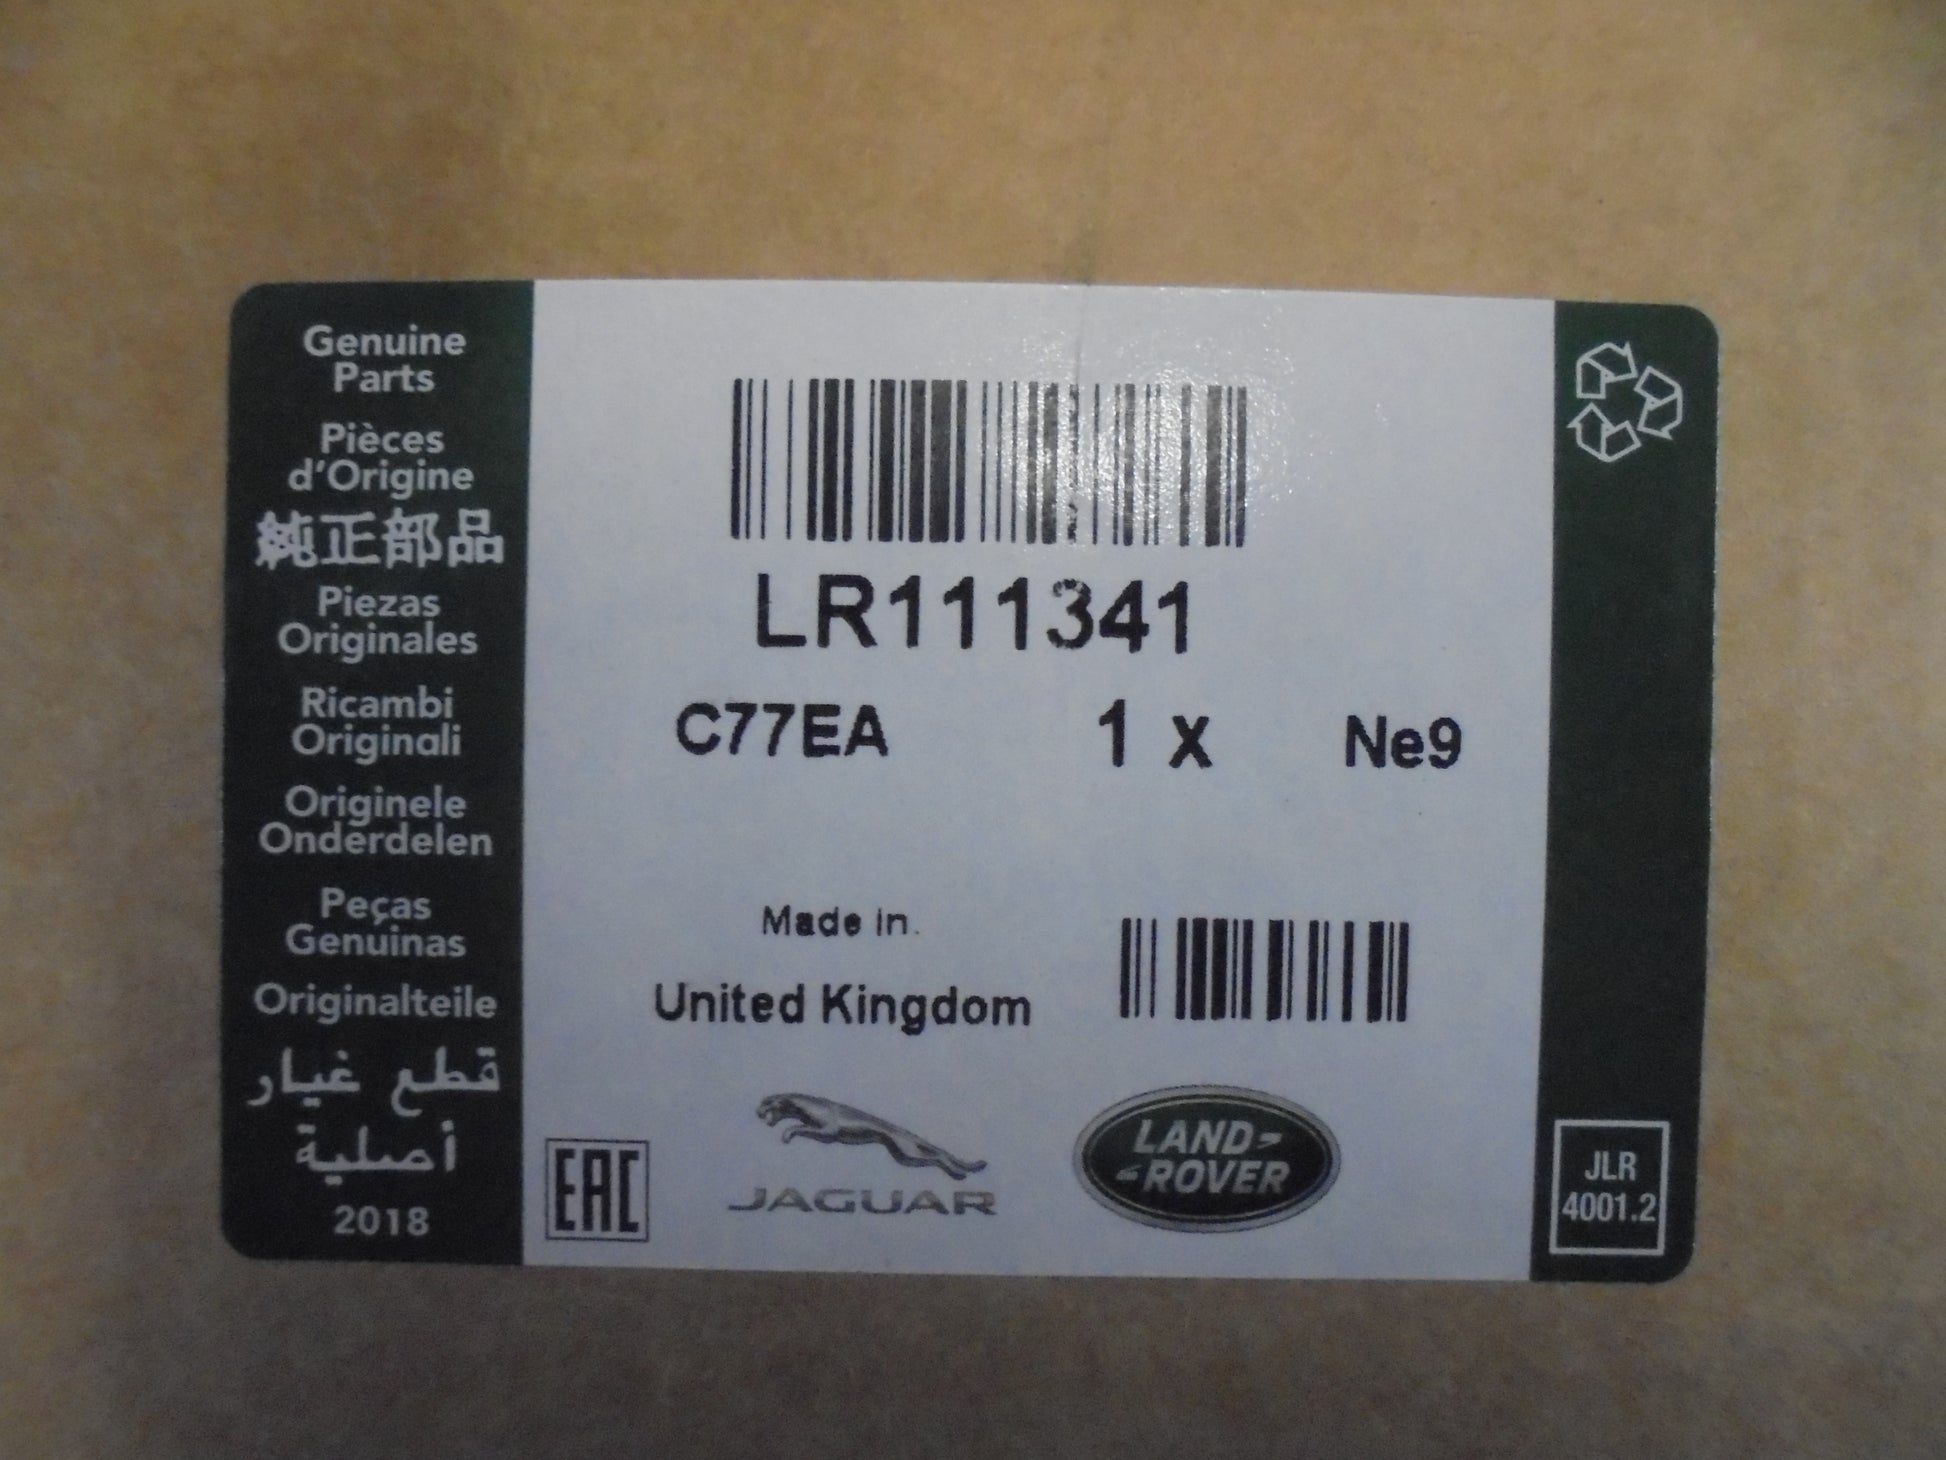 Genuine
Parts
Pièces
d'Origine
純正部品
Piezas
Originales
Ricambi
Originali
Originele
Onderdelen
Peças
Genuinas
Originalteile
قطع غيار
أصلية
2018
LR111341
C77EA 1 x Ne9
Made in.
United Kingdom
EAC
JAGUAR
LAND-
-ROVER
JLR
4001.2